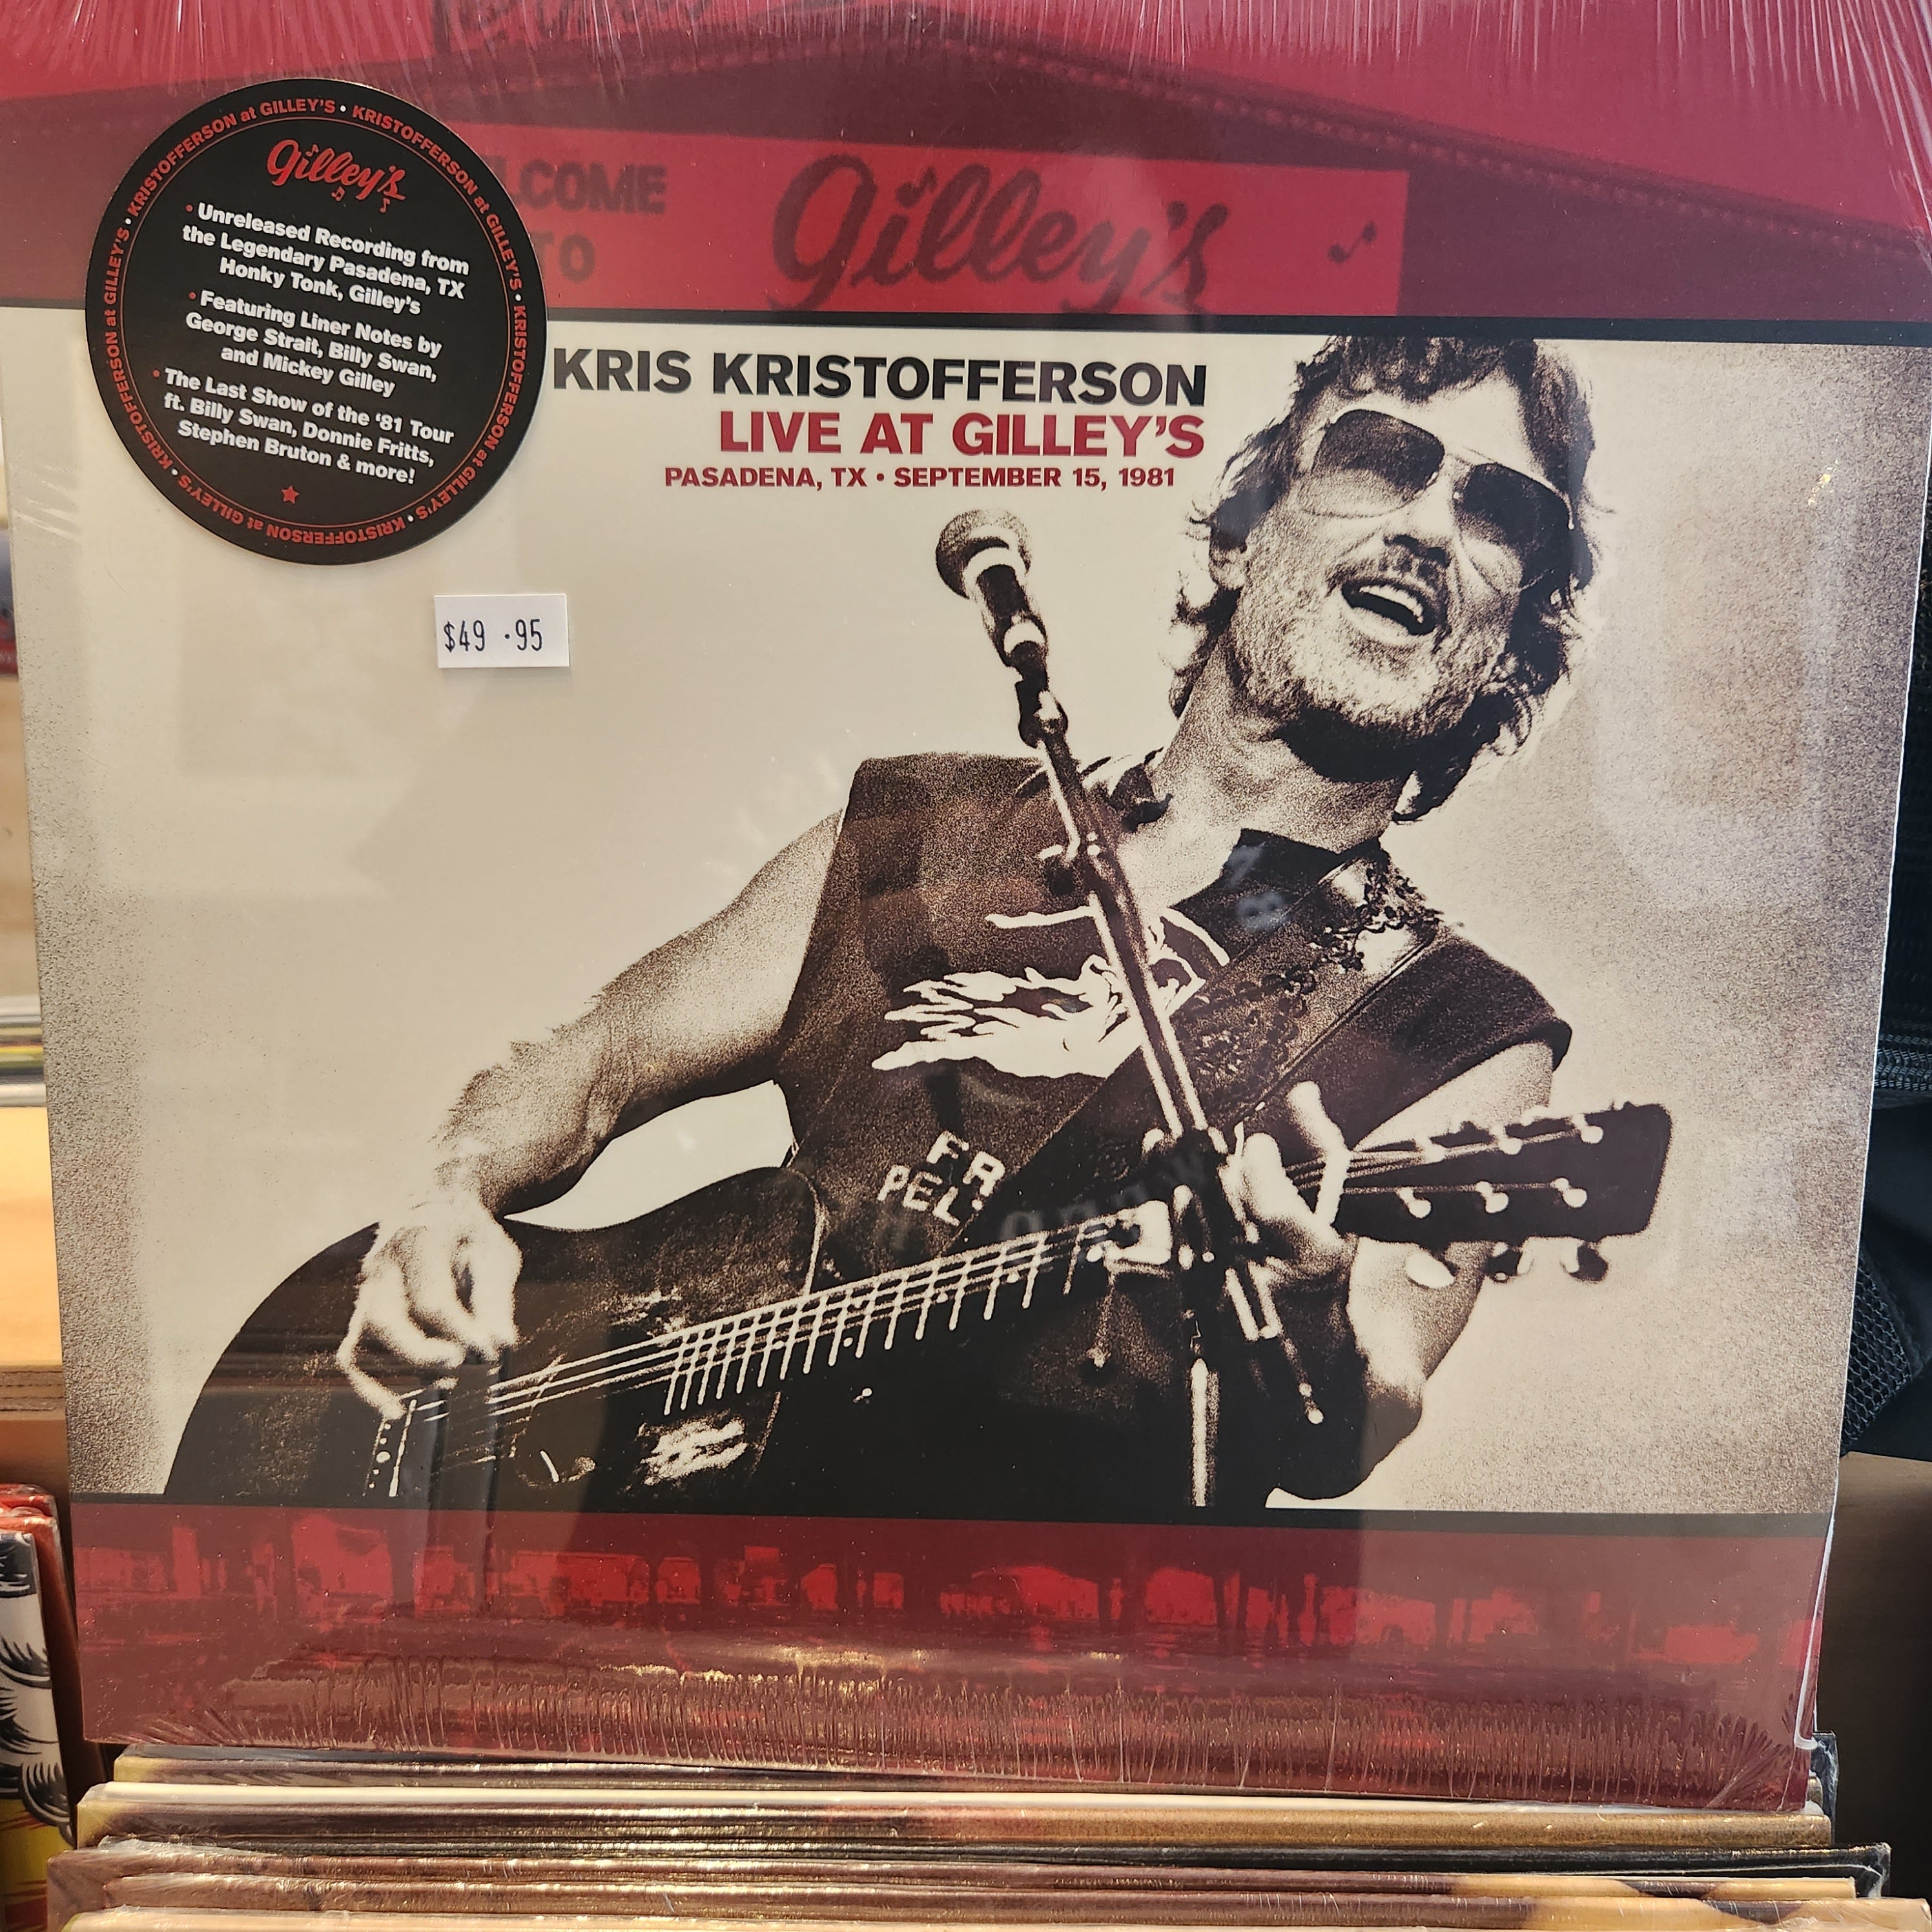 KRISTOFFERSON at GILLEY'S • KRISTOFFERSON at GILLEY'S • KRISTOFFERSON at GILLEY'S • KRISTOFFERSON at GILLEY'S •
Gilley's
• Unreleased Recording from
the Legendary Pasadena, TX
Honky Tonk, Gilley's
• Featuring Liner Notes by
George Strait, Billy Swan,
and Mickey Gilley
• The Last Show of the '81 Tour
ft. Billy Swan, Donnie Fritts,
Stephen Bruton & more!
LCOME
TO
Gilley's
KRIS KRISTOFFERSON
LIVE AT GILLEY'S
PASADENA, TX • SEPTEMBER 15, 1981
$49 .95
FR
PEL